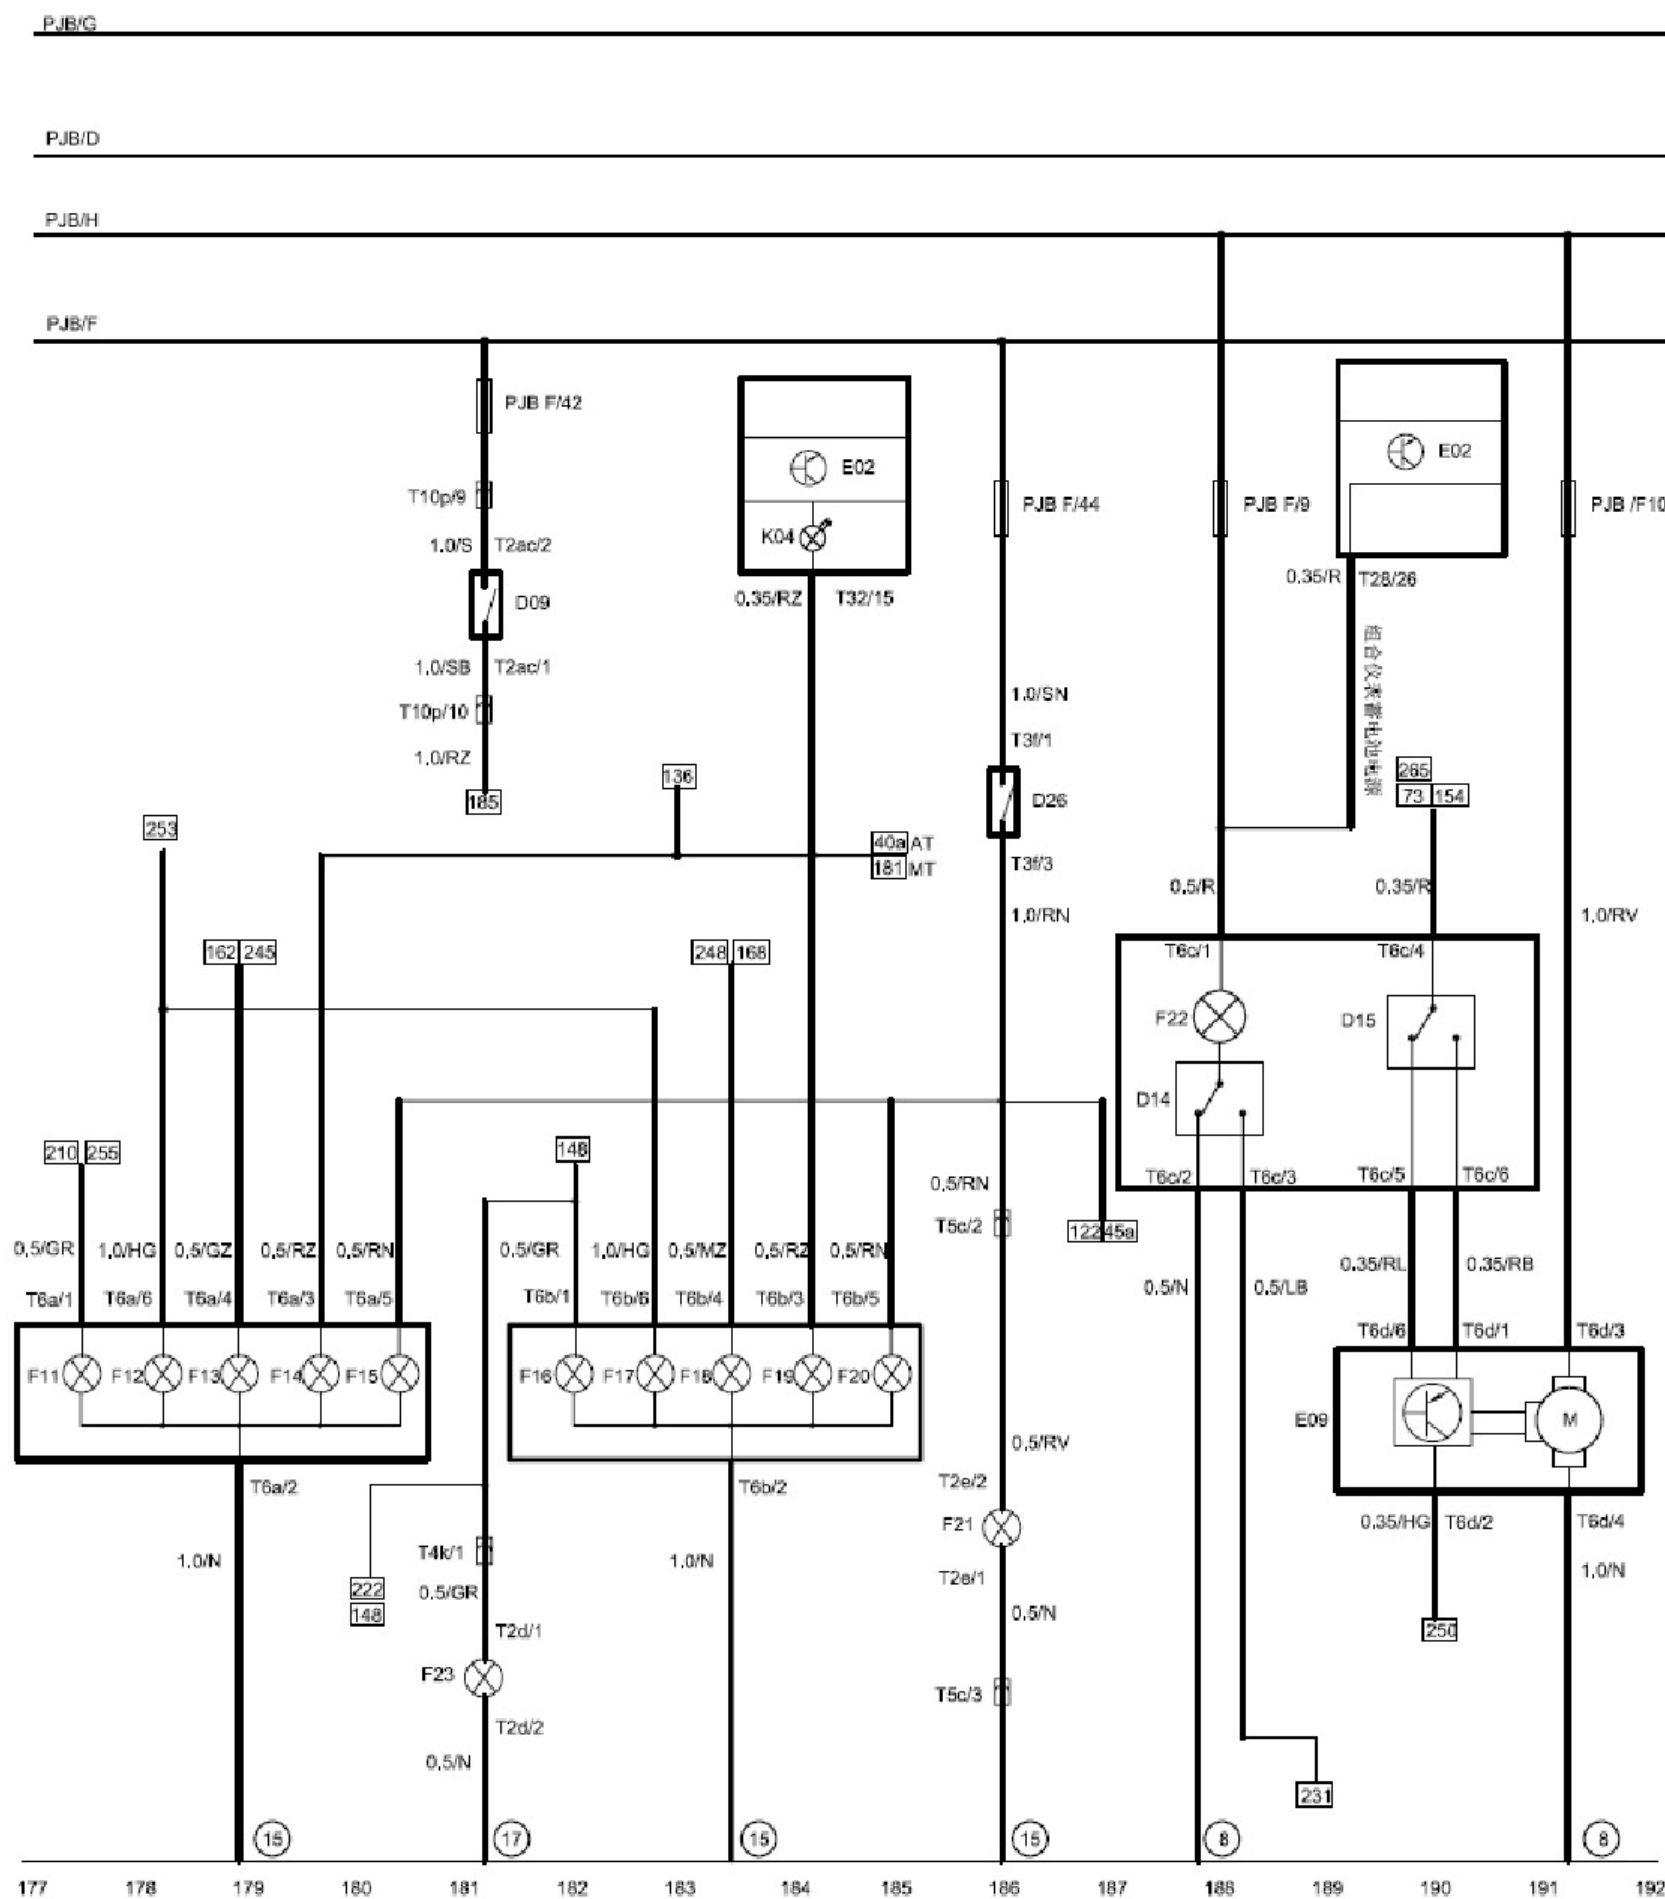 PJB/G
PJB/D
PJB/H
PJB/F
PJB F/42
E02
E02
T10p/9
PJB F/44
PJB F/9
PJB /F10
1.0/S T2ac/2
K04
D09
0.35/RZ T32/15
0.35/R T28/26
组合仪表蓄电池电源
1.0/SB T2ac/1
T10p/10
1.0/SN
1.0/RZ
T3f/1
136
265
185
D26
73 154
253
40a AT
181 MT
T3f/3
0.5/R
0.35/R
1.0/RN
1.0/RV
162 245
248 168
T6c/1
T6c/4
F22
D15
D14
210 255
148
T6c/2
T6c/3
T6c/5
T6c/6
0.5/RN
T5c/2
122 45a
0.5/GR
1.0/HG
0.5/GZ
0.5/RZ
0.5/RN
0.5/GR
1.0/HG
0.5/MZ
0.5/RZ
0.5/RN
0.35/RL
0.35/RB
0.5/N
0.5/LB
T6a/1
T6a/6
T6a/4
T6a/3
T6a/5
T6b/1
T6b/6
T6b/4
T6b/3
T6b/5
T6d/6
T6d/1
T6d/3
F11
F12
F13
F14
F15
F16
F17
F18
F19
F20
E09
M
0.5/RV
T6a/2
T6b/2
T2e/2
F21
0.35/HG T6d/2
T6d/4
1.0/N
T4k/1
1.0/N
1.0/N
222
148
0.5/GR
T2e/1
0.5/N
T2d/1
250
F23
T5c/3
T2d/2
0.5/N
231
15
17
15
15
8
8
177 178 179 180 181 182 183 184 185 186 187 188 189 190 191 192